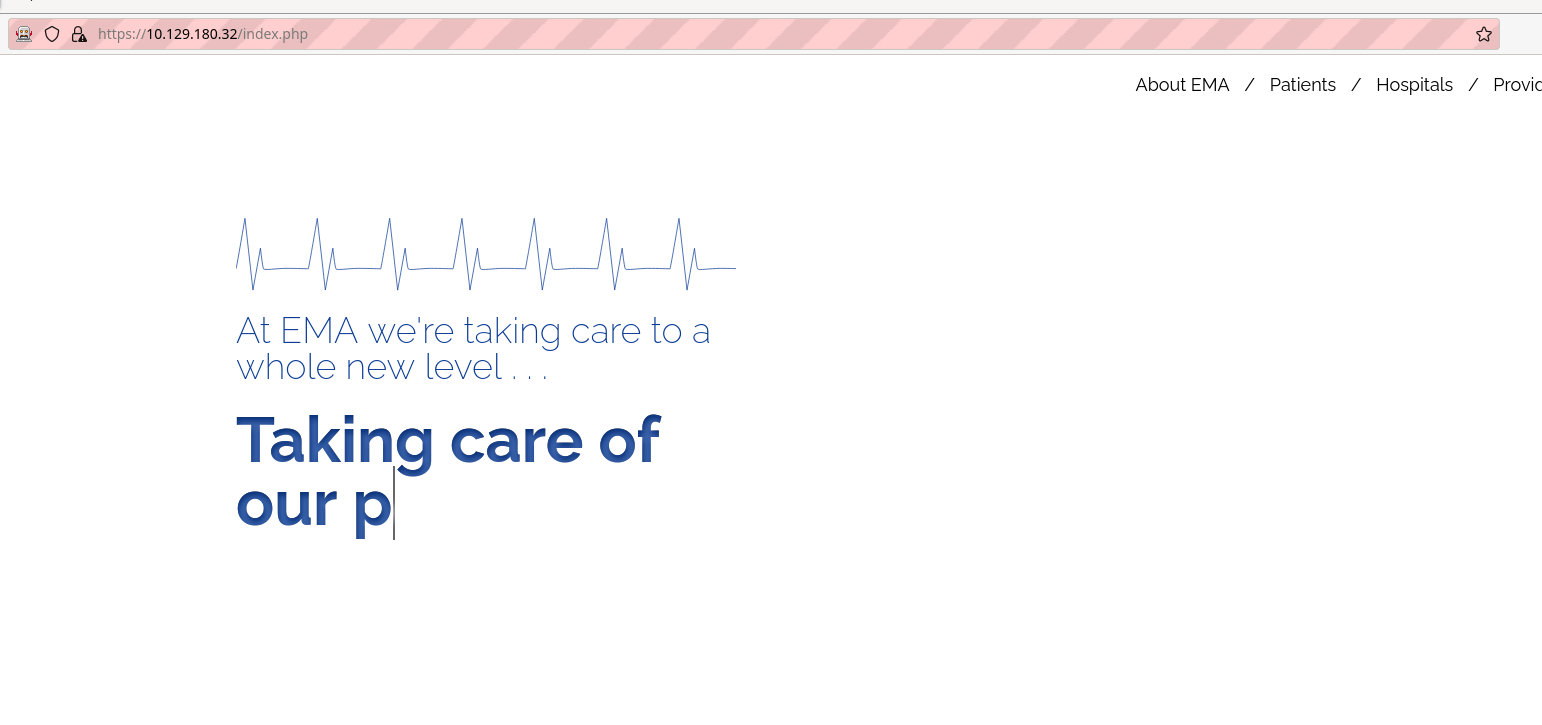 https://10.129.180.32/index.php
About EMA / Patients / Hospitals /
At EMA we're taking care to a
whole new level . . .
Taking care of
our p